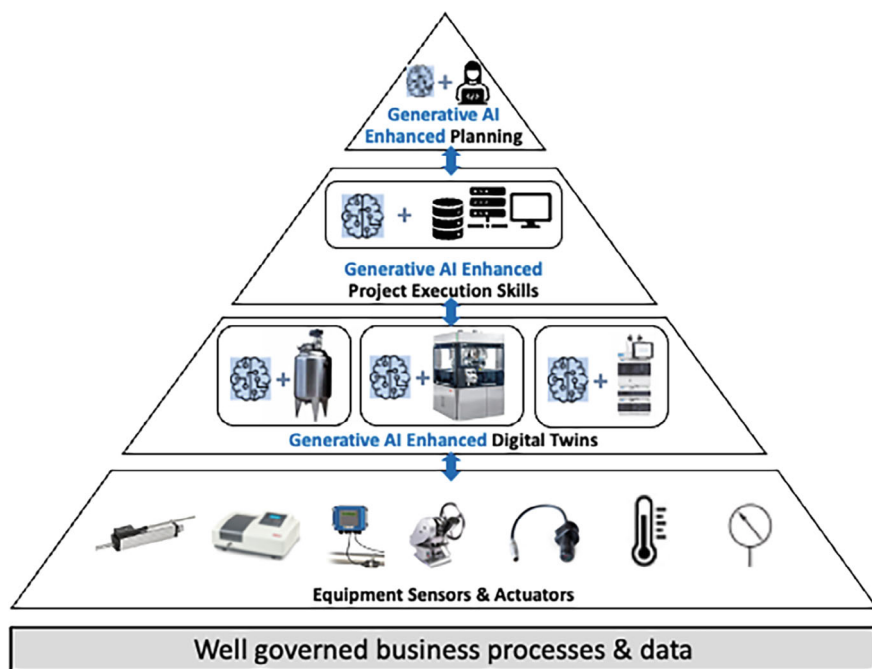 Generative AI
Enhanced Planning
Generative AI Enhanced
Project Execution Skills
Generative AI Enhanced Digital Twins
Equipment Sensors & Actuators
Well governed business processes & data